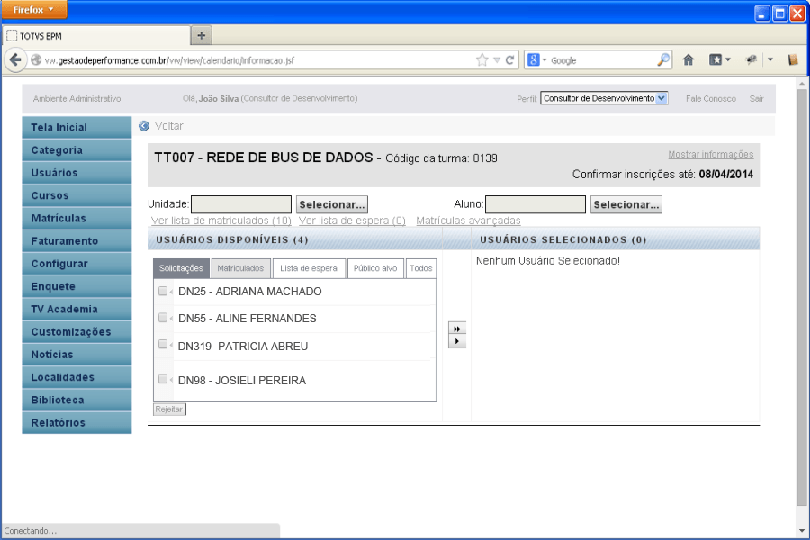 Firefox
TOTVS EPM
vw.gestaodeperformance.com.br/vw/view/calendario/informacao.jsf
Google
Ambiente Administrativo
Olá, João Silva (Consultor de Desenvolvimento)
Perfil Consultor de Desenvolvimento
Fale Conosco
Sair
Tela Inicial
Categoria
Usuários
Cursos
Matrículas
Faturamento
Configurar
Enquete
TV Academia
Customizações
Notícias
Localidades
Biblioteca
Relatórios
Voltar
TT007 - REDE DE BUS DE DADOS - Código da turma: 0139
Mostrar informações
Confirmar inscrições até: 08/04/2014
Unidade: Selecionar...
Aluno: Selecionar...
Ver lista de matriculados (10) Ver lista de espera (0) Matrículas avançadas
USUÁRIOS DISPONÍVEIS (4)
USUÁRIOS SELECIONADOS (0)
Solicitações Matriculados Lista de espera Público alvo Todos
Nenhum Usuário Selecionado!
DN25 - ADRIANA MACHADO
DN55 - ALINE FERNANDES
DN319 PATRICIA ABREU
DN98 - JOSIELI PEREIRA
Rejeitar
Conectando...